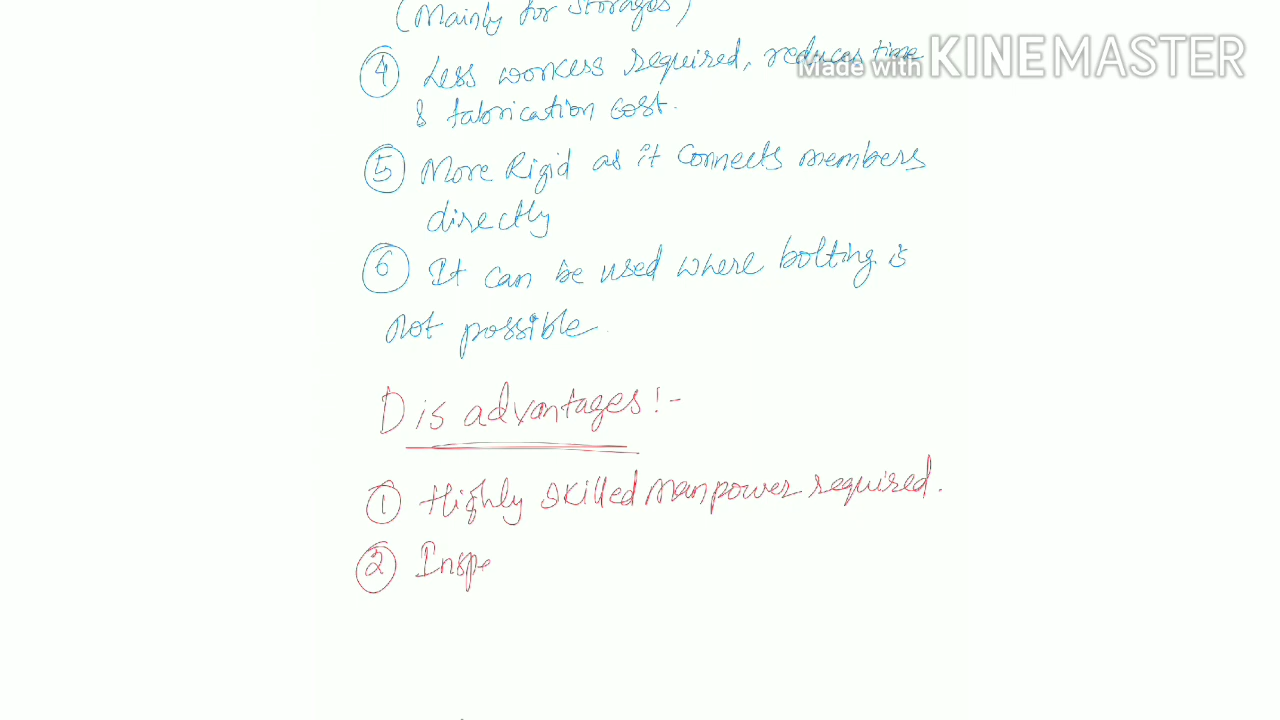 (Mainly for storages)
④ Less workers required, reduces time
& fabrication cost.
⑤ More Rigid as it connects members
directly
⑥ It can be used where bolting is
not possible.
Disadvantages:-
① Highly skilled manpower required.
② Inspe
Made with KINEMASTER